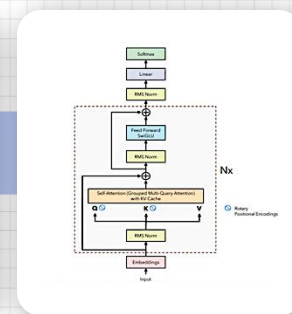 Softmax
Linear
RMS Norm
Feed Forward
SwiGLU
RMS Norm
Nx
Self-Attention (Grouped Multi-Query Attention)
with KV Cache
Q K V
Rotary
Positional Encodings
RMS Norm
Embeddings
Input